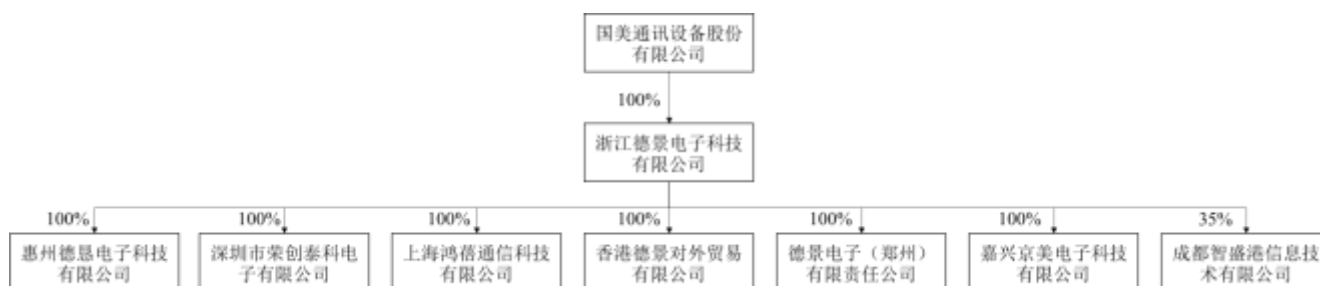 国美通讯设备股份
有限公司
100%
浙江德景电子科技
有限公司
100%
100%
100%
100%
100%
100%
35%
惠州德恳电子科技
有限公司
深圳市荣创泰科电
子有限公司
上海鸿蓓通信科技
有限公司
香港德景对外贸易
有限公司
德景电子（郑州）
有限责任公司
嘉兴京美电子科技
有限公司
成都智盛港信息技
术有限公司